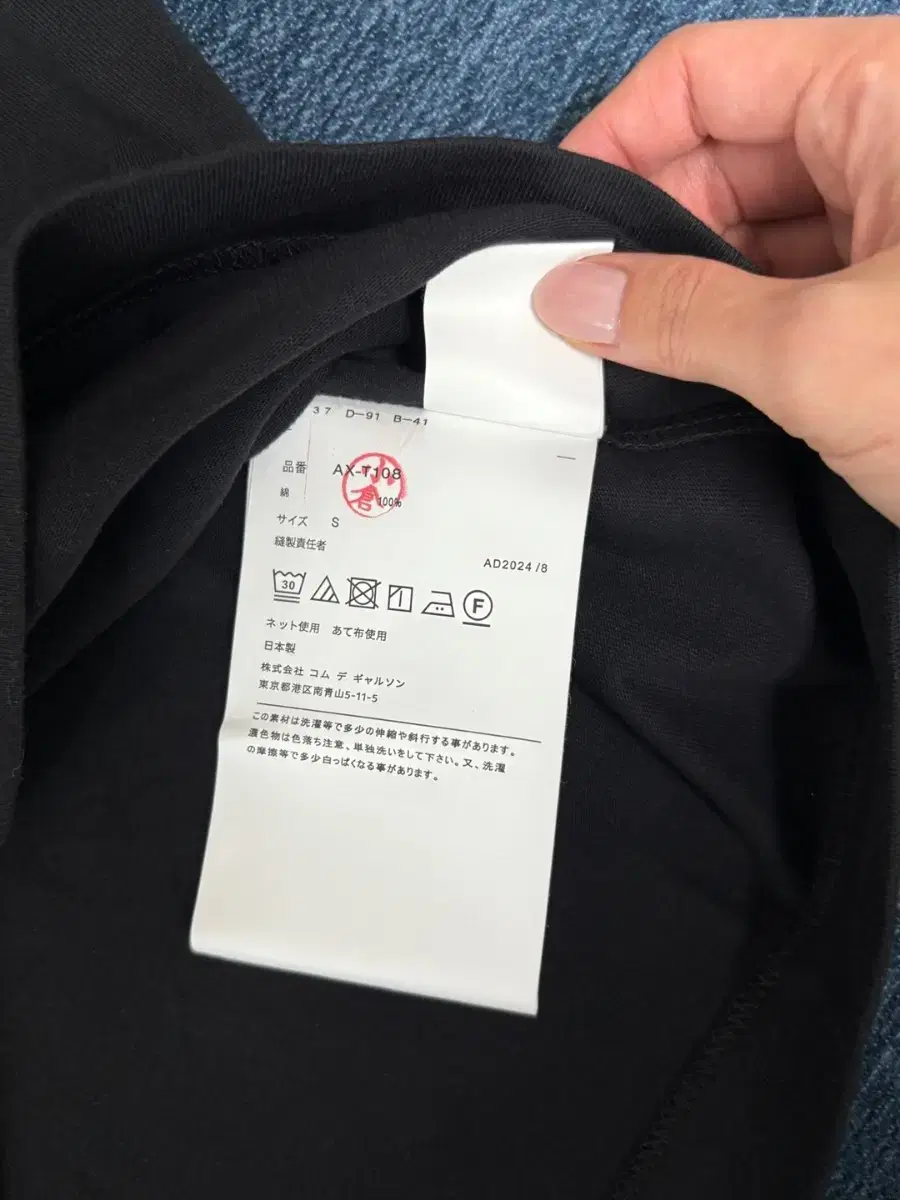 37 D-91 B-41
品番 AX-T108
綿 100%
小倉
サイズ S
縫製責任者
AD2024/8
30
F
ネット使用 あて布使用
日本製
株式会社 コム デ ギャルソン
東京都港区南青山5-11-5
この素材は洗濯等で多少の伸縮や斜行する事があります。
濃色物は色落ち注意、単独洗いをして下さい。又、洗濯
の摩擦等で多少白っぱくなる事があります。